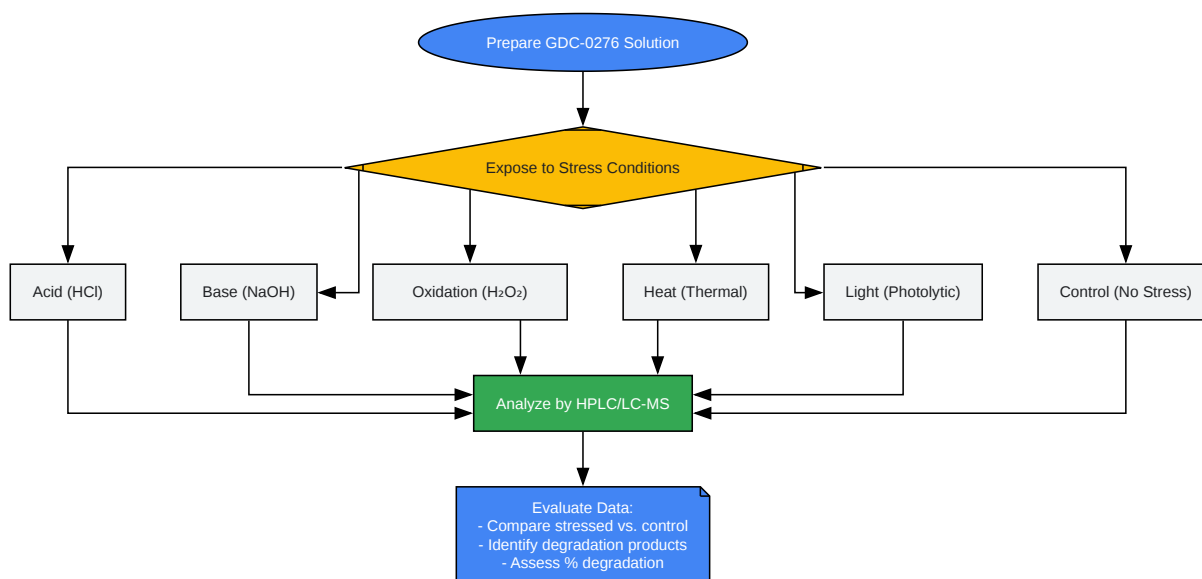 Prepare GDC-0276 Solution
Expose to Stress Conditions
Acid (HCl)
Base (NaOH)
Oxidation (H₂O₂)
Heat (Thermal)
Light (Photolytic)
Control (No Stress)
Analyze by HPLC/LC-MS
Evaluate Data:
- Compare stressed vs. control
- Identify degradation products
- Assess % degradation